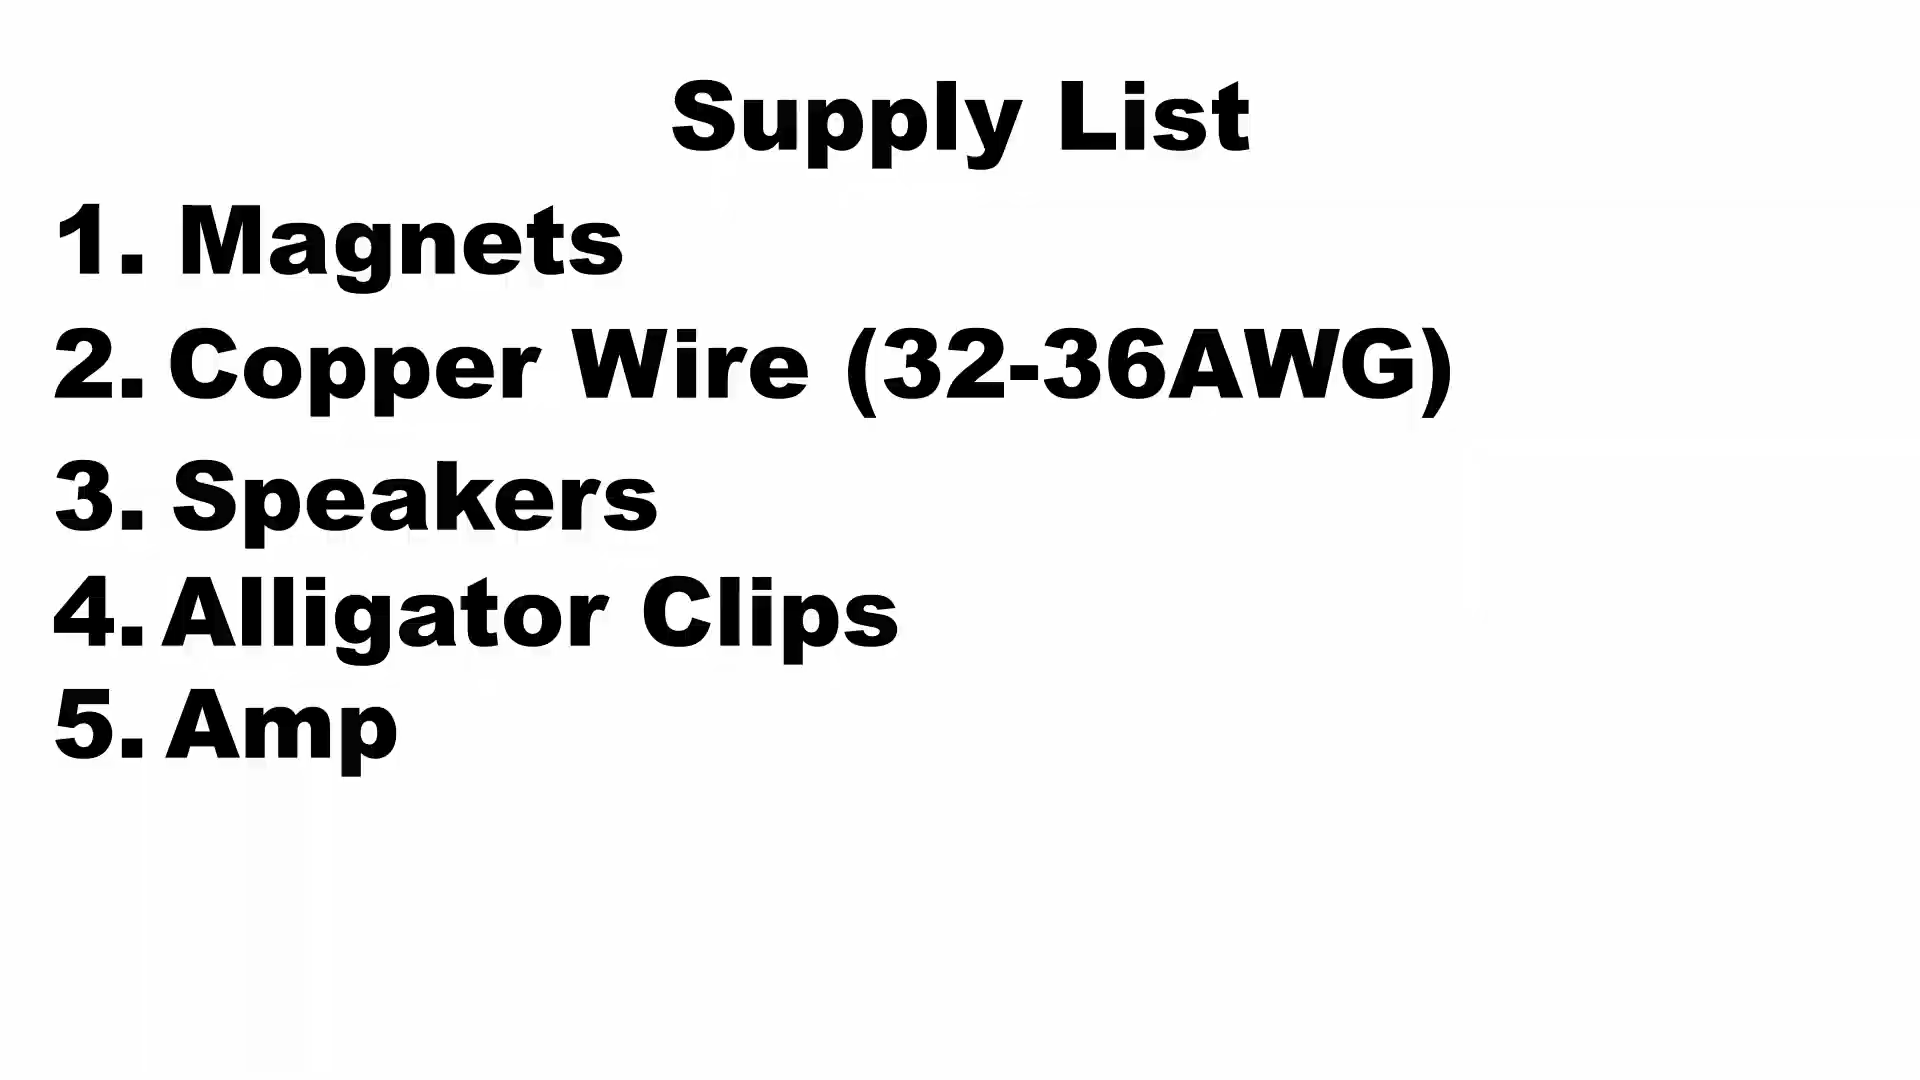 Supply List
1. Magnets
2. Copper Wire (32-36AWG)
3. Speakers
4. Alligator Clips
5. Amp